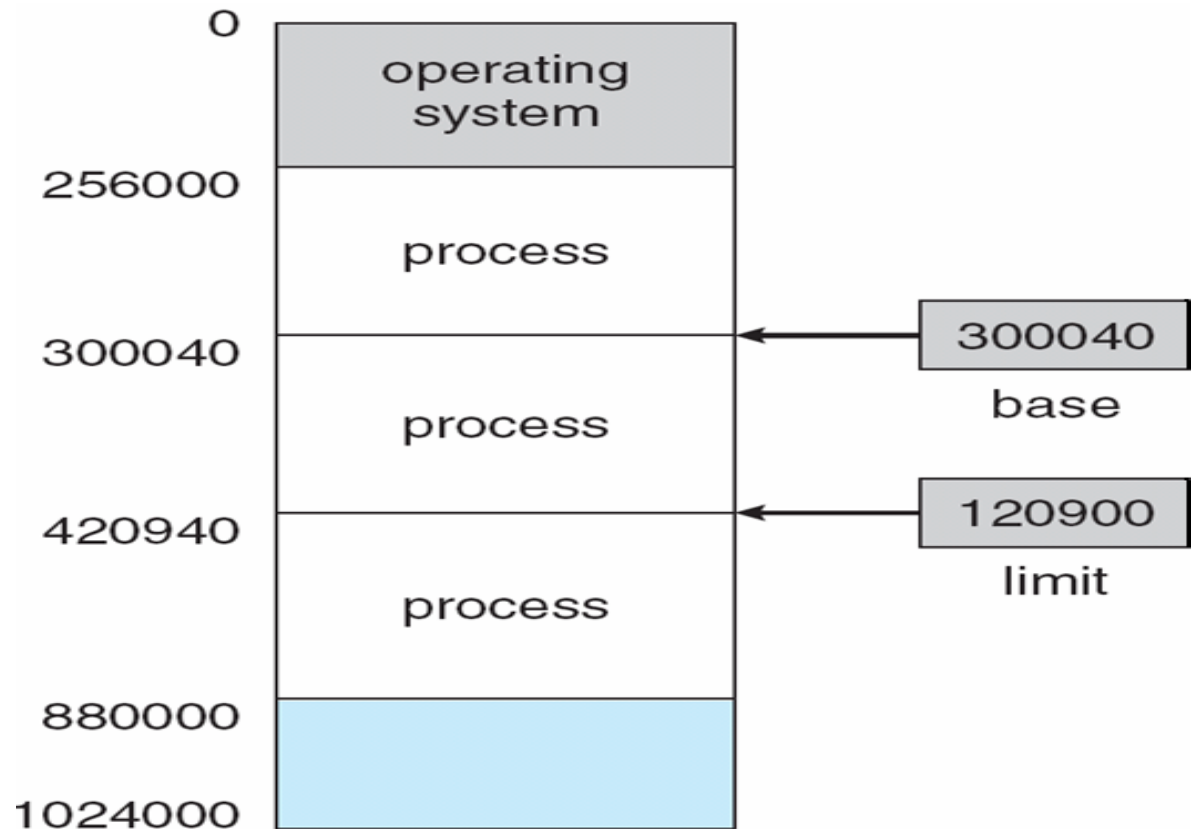 0
operating
system
256000
process
300040
300040
base
process
420940
120900
limit
process
880000
1024000